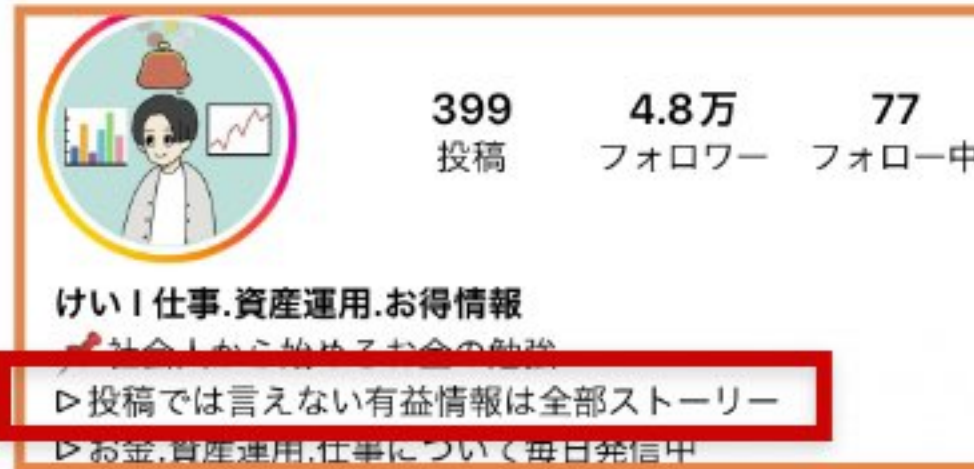 399 4.8万 77
投稿 フォロワー フォロー中
けい | 仕事.資産運用.お得情報
📌社会人から始めるお金の勉強
▷投稿では言えない有益情報は全部ストーリー
▷お金.資産運用.仕事について毎日発信中